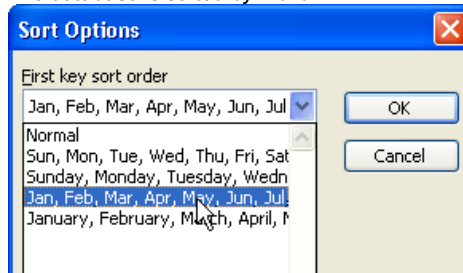 Sort Options
First key sort order
Jan, Feb, Mar, Apr, May, Jun, Jul
OK
Normal
Sun, Mon, Tue, Wed, Thu, Fri, Sat
Cancel
Sunday, Monday, Tuesday, Wedn
Jan, Feb, Mar, Apr, May, Jun, Jul,
January, February, March, April, M